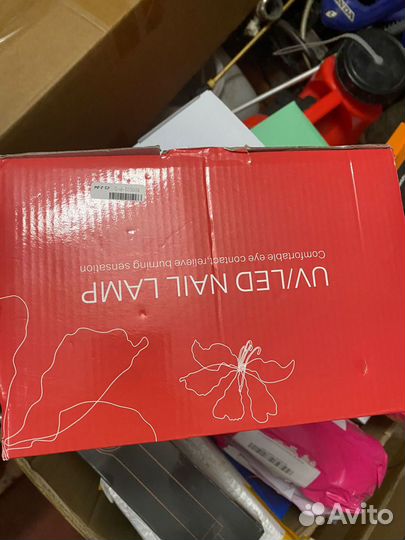 UV/LED NAIL LAMP
Comfortable eye contact,relieve burning sensation
Avito